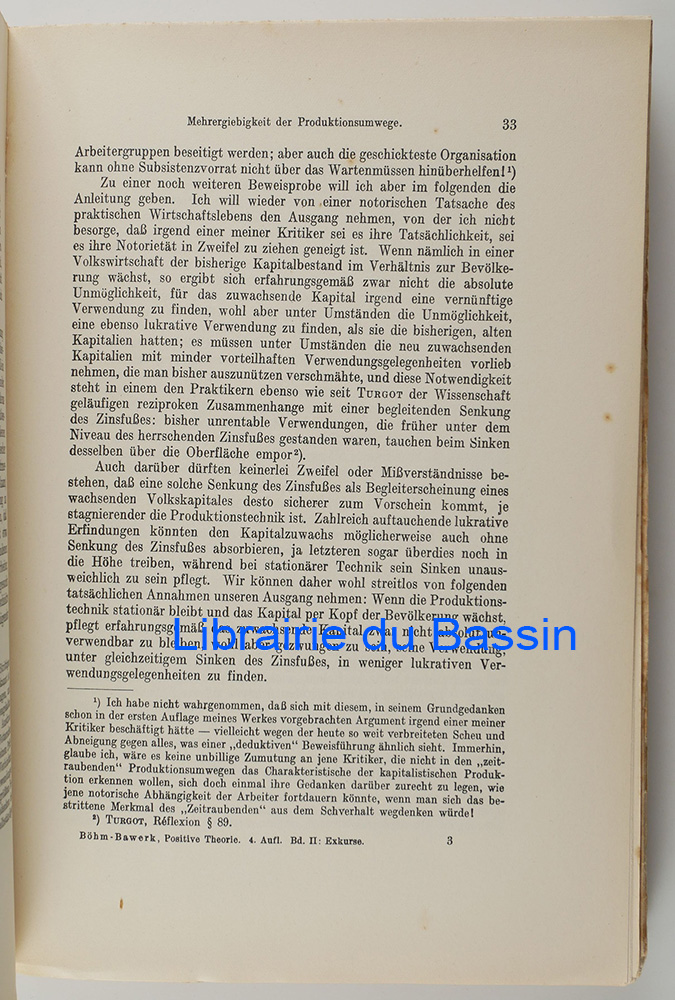 Mehrergiebigkeit der Produktionsumwege. 33
Arbeitergruppen beseitigt werden; aber auch die geschickteste Organisation
kann ohne Subsistenzvorrat nicht über das Wartenmüssen hinüberhelfen!¹)
Zu einer noch weiteren Beweisprobe will ich aber im folgenden die
Anleitung geben. Ich will wieder von einer notorischen Tatsache des
praktischen Wirtschaftslebens den Ausgang nehmen, von der ich nicht
besorge, daß irgend einer meiner Kritiker sei es ihre Tatsächlichkeit, sei
es ihre Notorietät in Zweifel zu ziehen geneigt ist. Wenn nämlich in einer
Volkswirtschaft der bisherige Kapitalbestand im Verhältnis zur Bevölke-
rung wächst, so ergibt sich erfahrungsgemäß zwar nicht die absolute
Unmöglichkeit, für das zuwachsende Kapital irgend eine vernünftige
Verwendung zu finden, wohl aber unter Umständen die Unmöglichkeit,
eine ebenso lukrative Verwendung zu finden, als sie die bisherigen, alten
Kapitalien hatten; es müssen unter Umständen die neu zuwachsenden
Kapitalien mit minder vorteilhaften Verwendungsgelegenheiten vorlieb
nehmen, die man bisher auszunützen verschmähte, und diese Notwendigkeit
steht in einem den Praktikern ebenso wie seit TURGOT der Wissenschaft
geläufigen reziproken Zusammenhange mit einer begleitenden Senkung
des Zinsfußes: bisher unrentable Verwendungen, die früher unter dem
Niveau des herrschenden Zinsfußes gestanden waren, tauchen beim Sinken
desselben über die Oberfläche empor²).
Auch darüber dürften keinerlei Zweifel oder Mißverständnisse be-
stehen, daß eine solche Senkung des Zinsfußes als Begleiterscheinung eines
wachsenden Volkskapitales desto sicherer zum Vorschein kommt, je
stagnierender die Produktionstechnik ist. Zahlreich auftauchende lukrative
Erfindungen könnten den Kapitalzuwachs möglicherweise auch ohne
Senkung des Zinsfußes absorbieren, ja letzteren sogar überdies noch in
die Höhe treiben, während bei stationärer Technik sein Sinken unaus-
weichlich zu sein pflegt. Wir können daher wohl streitlos von folgenden
tatsächlichen Annahmen unseren Ausgang nehmen: Wenn die Produktions-
technik stationär bleibt und das Kapital per Kopf der Bevölkerung wächst,
pflegt erfahrungsgemäß das zuwachsende Kapital zwar nicht absolut un-
verwendbar zu bleiben, wohl aber gezwungen zu sein, eine Verwendung,
unter gleichzeitigem Sinken des Zinsfußes, in weniger lukrativen Ver-
wendungsgelegenheiten zu finden.
Librairie du Bassin
¹) Ich habe nicht wahrgenommen, daß sich mit diesem, in seinem Grundgedanken
schon in der ersten Auflage meines Werkes vorgebrachten Argument irgend einer meiner
Kritiker beschäftigt hätte — vielleicht wegen der heute so weit verbreiteten Scheu und
Abneigung gegen alles, was einer „deduktiven“ Beweisführung ähnlich sieht. Immerhin,
glaube ich, wäre es keine unbillige Zumutung an jene Kritiker, die nicht in den „zeit-
raubenden“ Produktionsumwegen das Charakteristische der kapitalistischen Produk-
tion erkennen wollen, sich doch einmal ihre Gedanken darüber zurecht zu legen, wie
jene notorische Abhängigkeit der Arbeiter fortdauern könnte, wenn man sich das be-
strittene Merkmal des „Zeitraubenden“ aus dem Schverhalt wegdenken würde!
²) TURGOT, Réflexion § 89.
Böhm-Bawerk, Positive Theorie. 4. Aufl. Bd. II: Exkurse. 3